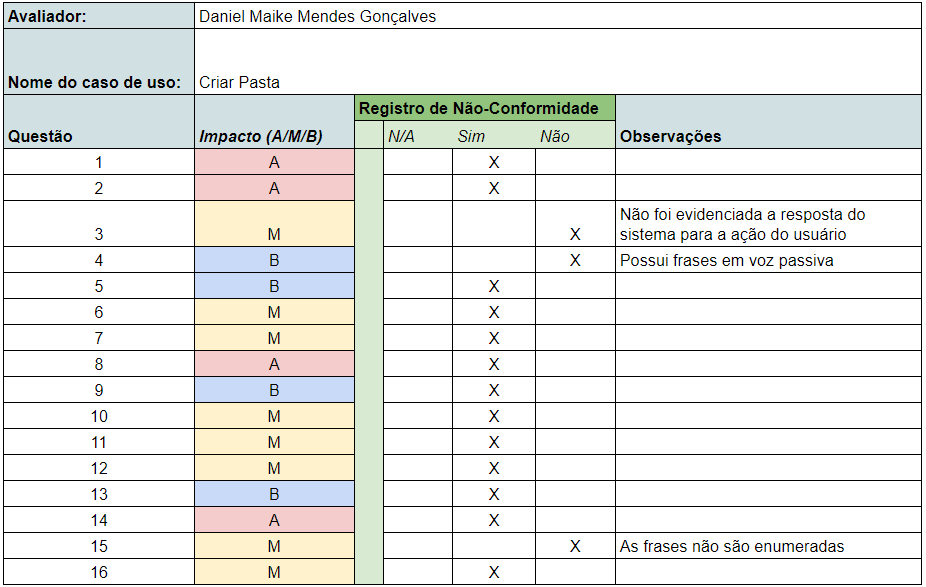 Avaliador: Daniel Maike Mendes Gonçalves
Nome do caso de uso: Criar Pasta
Registro de Não-Conformidade
Questão Impacto (A/M/B) N/A Sim Não Observações
1 A X
2 A X
Não foi evidenciada a resposta do
3 M X sistema para a ação do usuário
4 B X Possui frases em voz passiva
5 B X
6 M X
7 M X
8 A X
9 B X
10 M X
11 M X
12 M X
13 B X
14 A X
15 M X As frases não são enumeradas
16 M X